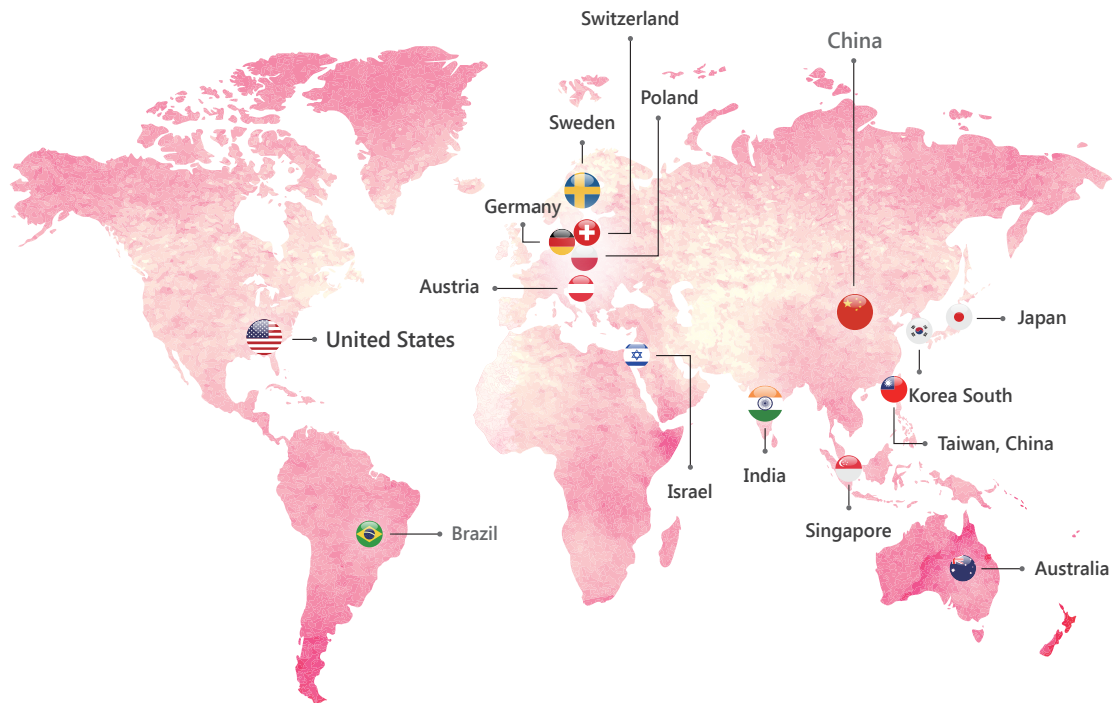 Switzerland
China
Poland
Sweden
Germany
Austria
United States
Japan
Korea South
Taiwan, China
India
Israel
Singapore
Brazil
Australia